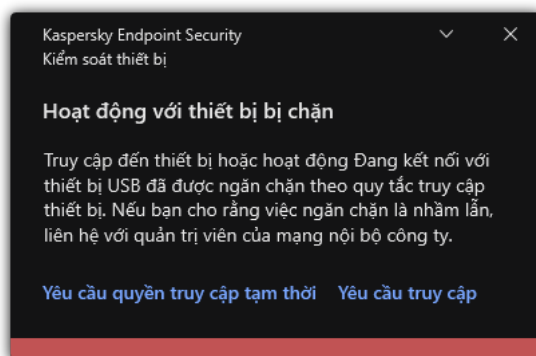 Kaspersky Endpoint Security
Kiểm soát thiết bị
Hoạt động với thiết bị bị chặn
Truy cập đến thiết bị hoặc hoạt động Đang kết nối với
thiết bị USB đã được ngăn chặn theo quy tắc truy cập
thiết bị. Nếu bạn cho rằng việc ngăn chặn là nhầm lẫn,
liên hệ với quản trị viên của mạng nội bộ công ty.
Yêu cầu quyền truy cập tạm thời Yêu cầu truy cập